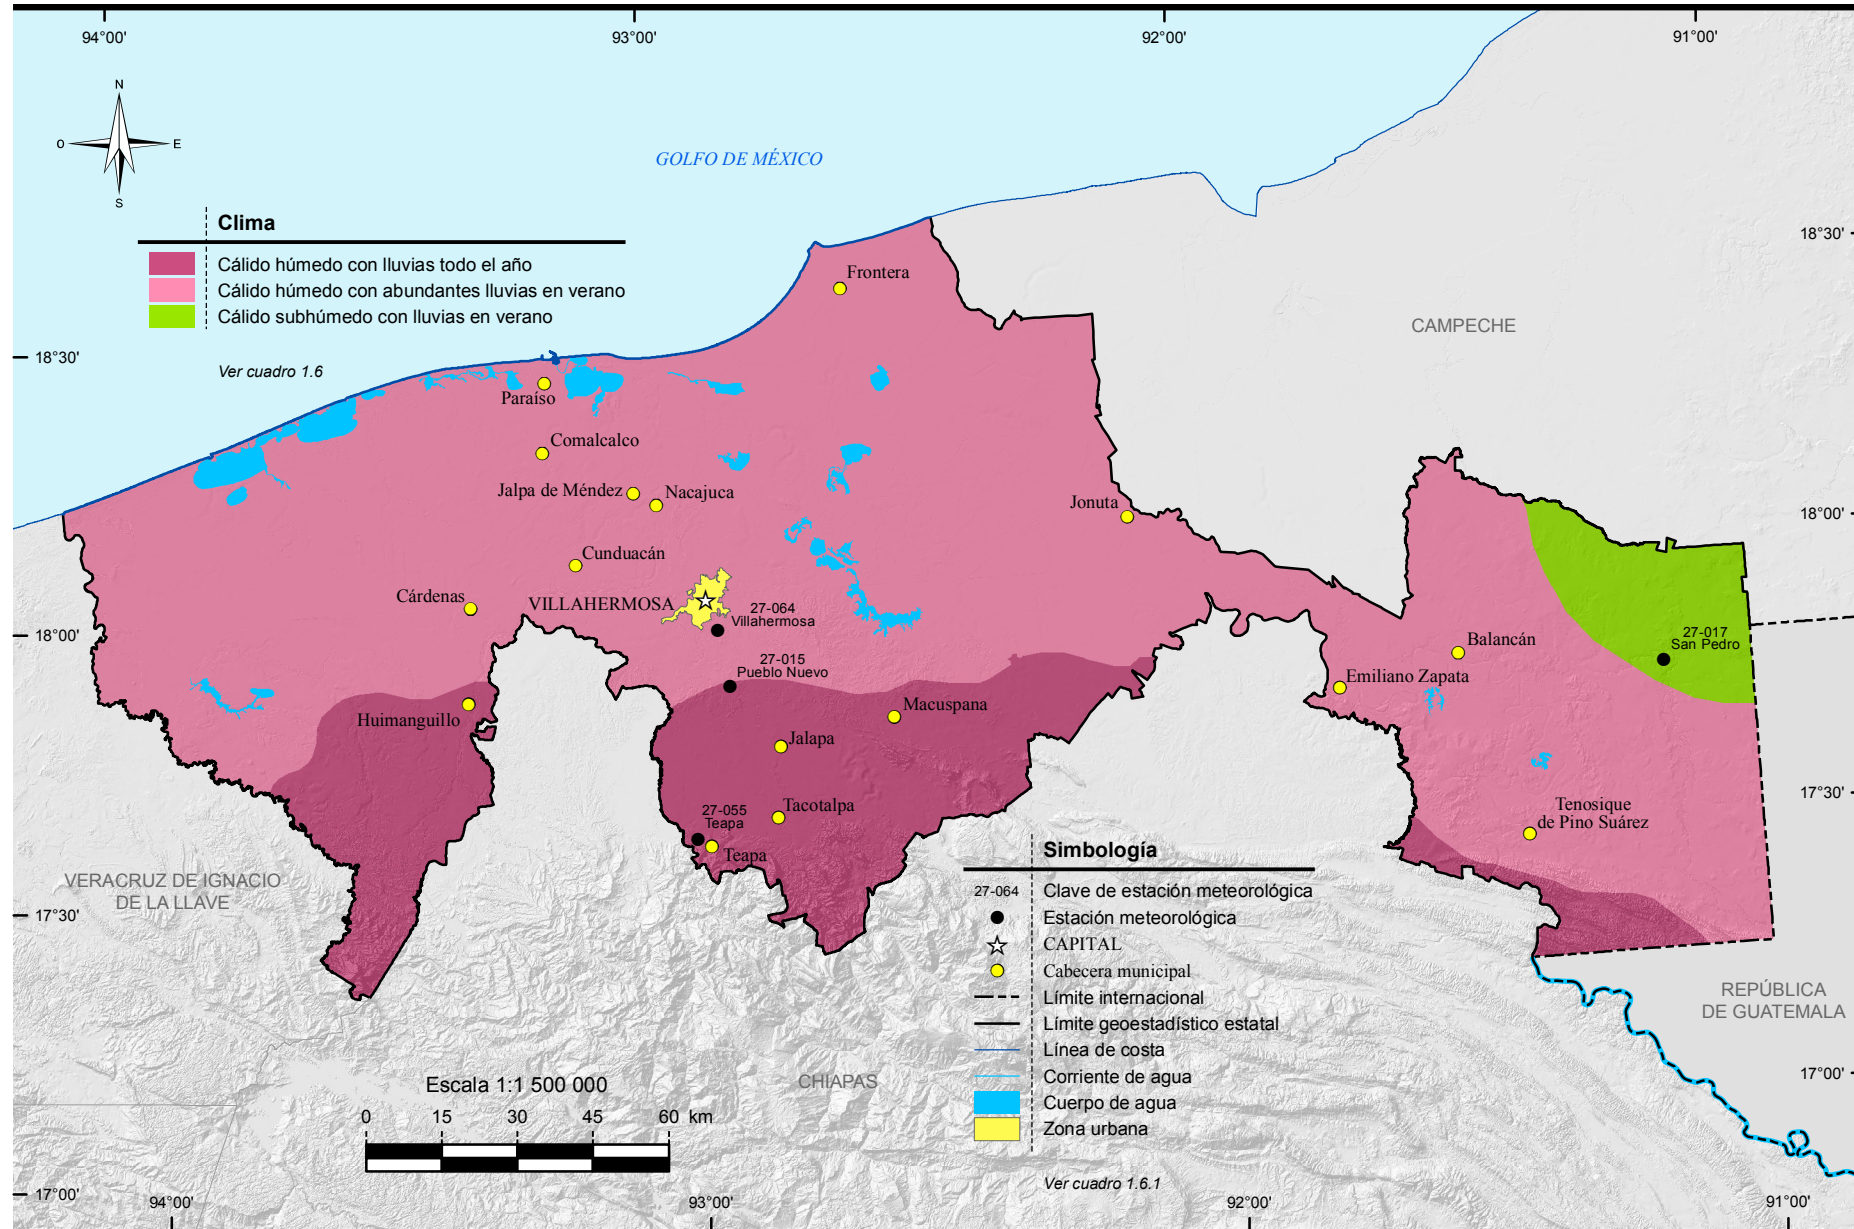 94°00'
93°00'
92°00'
91°00'
N
O
E
S
GOLFO DE MÉXICO
Clima
Cálido húmedo con lluvias todo el año
Cálido húmedo con abundantes lluvias en verano
Cálido subhúmedo con lluvias en verano
Ver cuadro 1.6
18°30'
18°30'
Frontera
CAMPECHE
Paraíso
Comalcalco
Jalpa de Méndez
Nacajuca
Jonuta
18°00'
Cunduacán
Cárdenas
VILLAHERMOSA
27-064
Villahermosa
18°00'
Balancán
27-017
San Pedro
27-015
Pueblo Nuevo
Emiliano Zapata
Huimanguillo
Macuspana
Jalapa
17°30'
27-055
Teapa
Tacotalpa
Teapa
Tenosique
de Pino Suárez
VERACRUZ DE IGNACIO
DE LA LLAVE
17°30'
Simbología
27-064 Clave de estación meteorológica
Estación meteorológica
CAPITAL
Cabecera municipal
Límite internacional
Límite geoestadístico estatal
Línea de costa
Corriente de agua
Cuerpo de agua
Zona urbana
Ver cuadro 1.6.1
REPÚBLICA
DE GUATEMALA
CHIAPAS
17°00'
Escala 1:1 500 000
0 15 30 45 60 km
17°00'
94°00'
93°00'
92°00'
91°00'